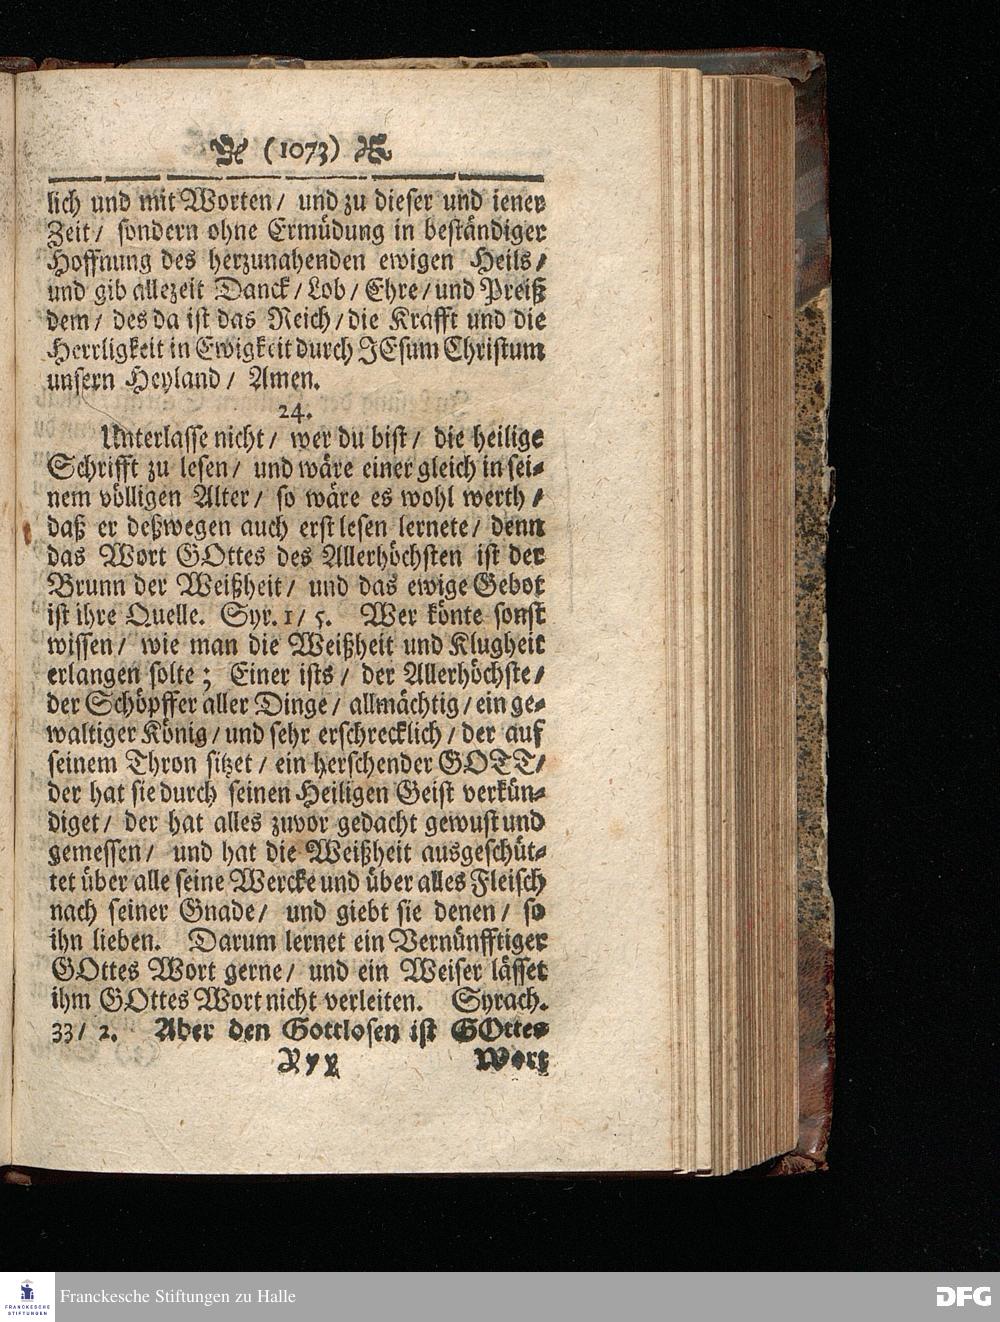 (1073)
lich und mit Worten/ und zu dieser und iener
Zeit/ sondern ohne Ermüdung in beständiger
Hoffnung des herzunahenden ewigen Heils/
und gib allezeit Danck/Lob/Ehre/und Preiß
dem/ des da ist das Reich/die Krafft und die
Herrligkeit in Ewigkeit durch JEsum Christum
unsern Heyland/ Amen.
24.
Unterlasse nicht/ wer du bist/ die heilige
Schrifft zu lesen/ und wäre einer gleich in sei-
nem völligen Alter/ so wäre es wohl werth/
daß er deßwegen auch erst lesen lernete/ denn
das Wort GOttes des Allerhöchsten ist der
Brunn der Weißheit/ und das ewige Gebot
ist ihre Quelle. Syr. 1/ 5. Wer könte sonst
wissen/ wie man die Weißheit und Klugheit
erlangen solte; Einer ists/ der Allerhöchste/
der Schöpffer aller Dinge/ allmächtig/ein ge-
waltiger König/und sehr erschrecklich/der auf
seinem Thron sitzet/ein herschender GOTT/
der hat sie durch seinen Heiligen Geist verkün-
diget/ der hat alles zuvor gedacht gewust und
gemessen/ und hat die Weißheit ausgeschüt-
tet über alle seine Wercke und über alles Fleisch
nach seiner Gnade/ und giebt sie denen/ so
ihn lieben. Darum lernet ein Vernünfftiger
GOttes Wort gerne/ und ein Weiser lässet
ihm GOttes Wort nicht verleiten. Syrach.
33/ 2. Aber den Gottlosen ist GOttes
Yyy Wort
FRANCKESCHE
STIFTUNGEN
Franckesche Stiftungen zu Halle
DFG